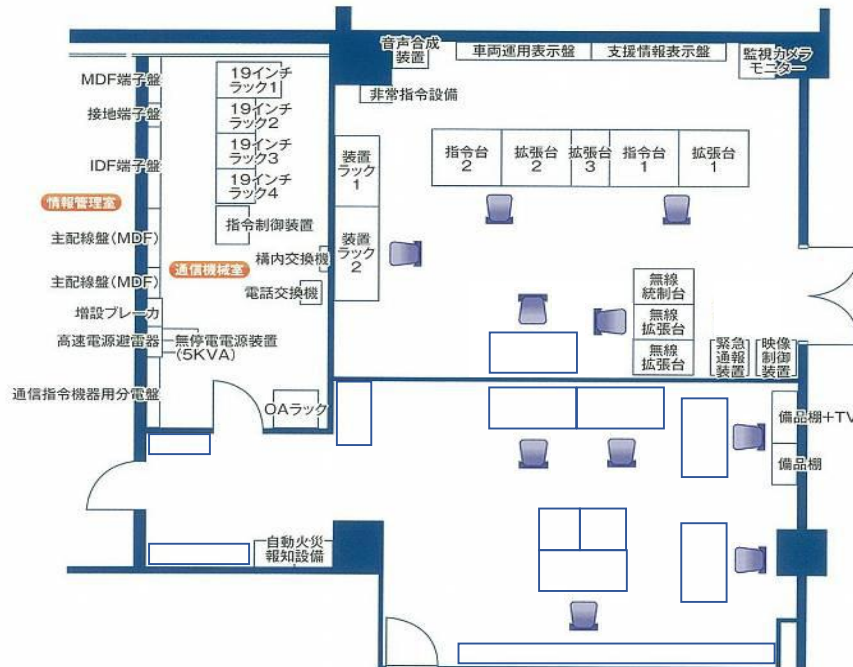 音声合成
装置
車両運用表示盤
支援情報表示盤
監視カメラ
モニター
MDF端子盤
19インチ
ラック1
非常指令設備
接地端子盤
19インチ
ラック2
IDF端子盤
19インチ
ラック3
19インチ
ラック4
装置
ラック
1
指令台
2
拡張台
2
拡張台
3
指令台
1
拡張台
1
情報管理室
指令制御装置
主配線盤(MDF)
装置
ラック
2
構内交換機
通信機械室
主配線盤(MDF)
電話交換機
無線
統制台
増設ブレーカ
無線
拡張台
高速電源避雷器
無停電電源装置
(5KVA)
無線
拡張台
緊急
通報
装置
映像
制御
装置
通信指令機器用分電盤
OAラック
備品棚+TV
備品棚
自動火災
報知設備